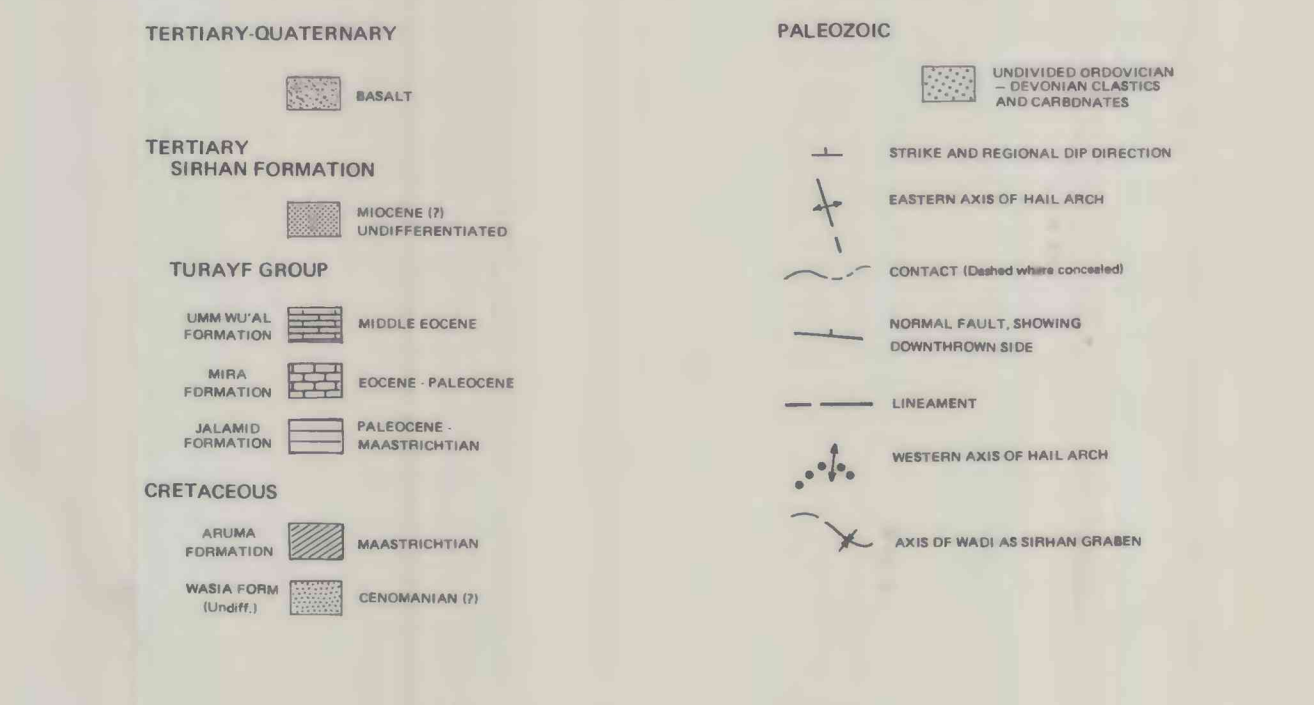 TERTIARY-QUATERNARY
BASALT
TERTIARY
SIRHAN FORMATION
MIOCENE (?)
UNDIFFERENTIATED
TURAYF GROUP
UMM WU'AL
FORMATION
MIDDLE EOCENE
MIRA
FORMATION
EOCENE - PALEOCENE
JALAMID
FORMATION
PALEOCENE -
MAASTRICHTIAN
CRETACEOUS
ARUMA
FORMATION
MAASTRICHTIAN
WASIA FORM
(Undiff.)
CENOMANIAN (?)
PALEOZOIC
UNDIVIDED ORDOVICIAN
– DEVONIAN CLASTICS
AND CARBONATES
STRIKE AND REGIONAL DIP DIRECTION
EASTERN AXIS OF HAIL ARCH
CONTACT (Dashed where concealed)
NORMAL FAULT, SHOWING
DOWNTHROWN SIDE
LINEAMENT
WESTERN AXIS OF HAIL ARCH
AXIS OF WADI AS SIRHAN GRABEN